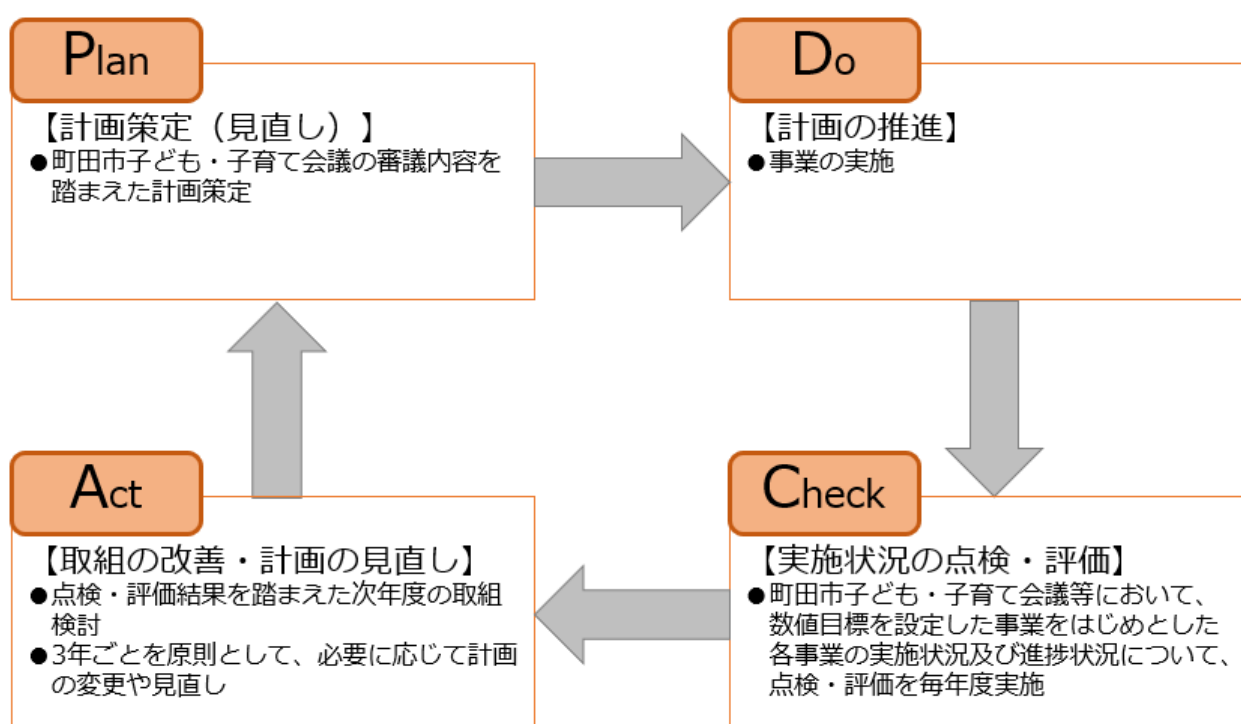 Plan
【計画策定（見直し）】
●町田市子ども・子育て会議の審議内容を
踏まえた計画策定
Do
【計画の推進】
●事業の実施
Check
【実施状況の点検・評価】
●町田市子ども・子育て会議等において、
数値目標を設定した事業をはじめとした
各事業の実施状況及び進捗状況について、
点検・評価を毎年度実施
Act
【取組の改善・計画の見直し】
●点検・評価結果を踏まえた次年度の取組
検討
●3年ごとを原則として、必要に応じて計画
の変更や見直し